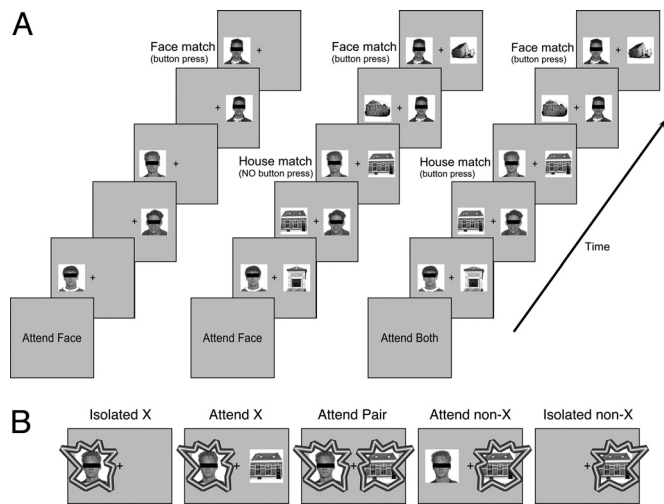 A
Face match
(button press)
Face match
(button press)
Face match
(button press)
House match
(NO button press)
House match
(button press)
Time
Attend Face
Attend Face
Attend Both
B
Isolated X
Attend X
Attend Pair
Attend non-X
Isolated non-X